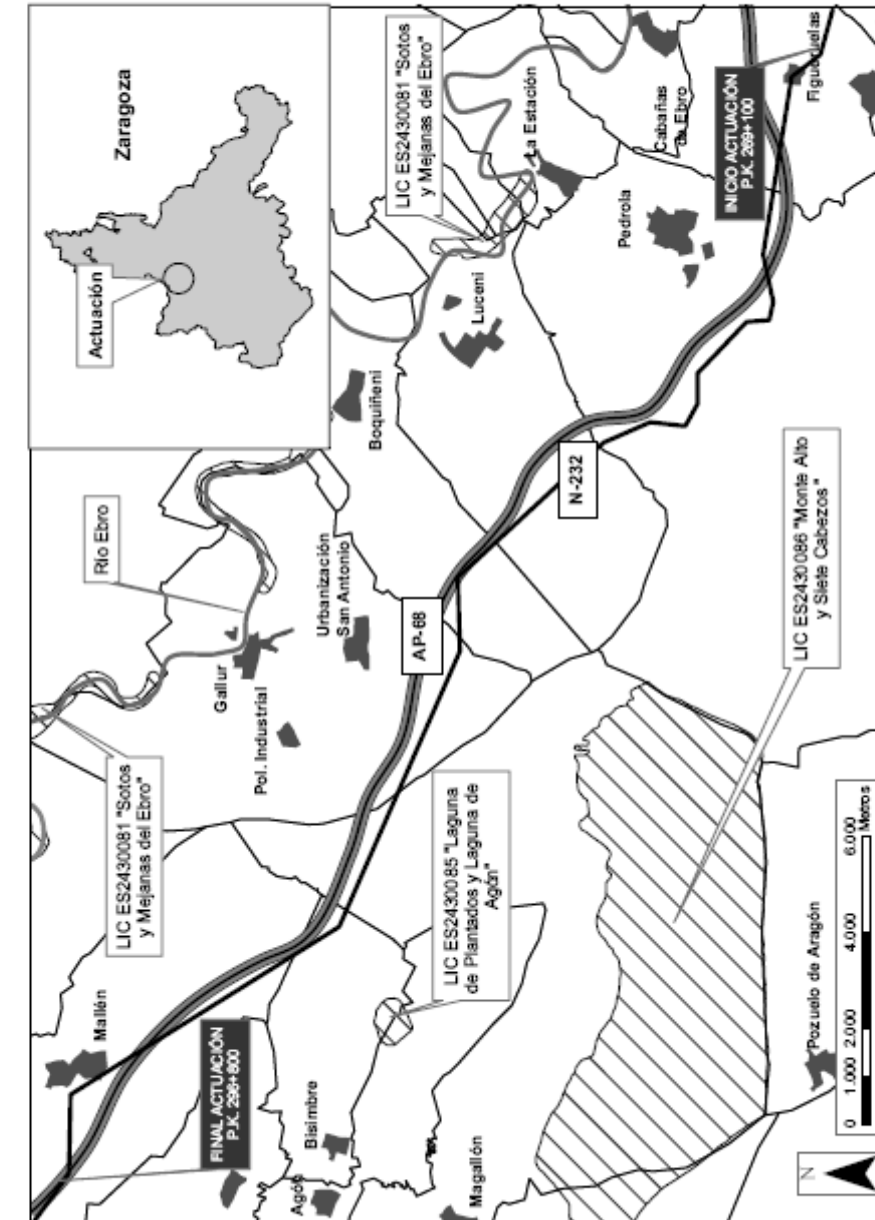 Zaragoza
Actuación
LIC ES2430081 "Sotos
y Mejanas del Ebro"
La Estación
Cabañas
de Ebro
INICIO ACTUACIÓN
P.K. 269+100
Figueruelas
Pedrola
Luceni
Boquiñeni
Río Ebro
Urbanización
San Antonio
Gallur
Pol. Industrial
AP-68
N-232
LIC ES2430081 "Sotos
y Mejanas del Ebro"
LIC ES2430085 "Laguna
de Plantados y Laguna de
Agón"
LIC ES2430086 "Monte Alto
y Siete Cabezos"
Mallén
FINAL ACTUACIÓN
P.K. 296+800
Bisimbre
Agón
Magallón
Pozuelo de Aragón
0 1.000 2.000 4.000 6.000
Metros
N